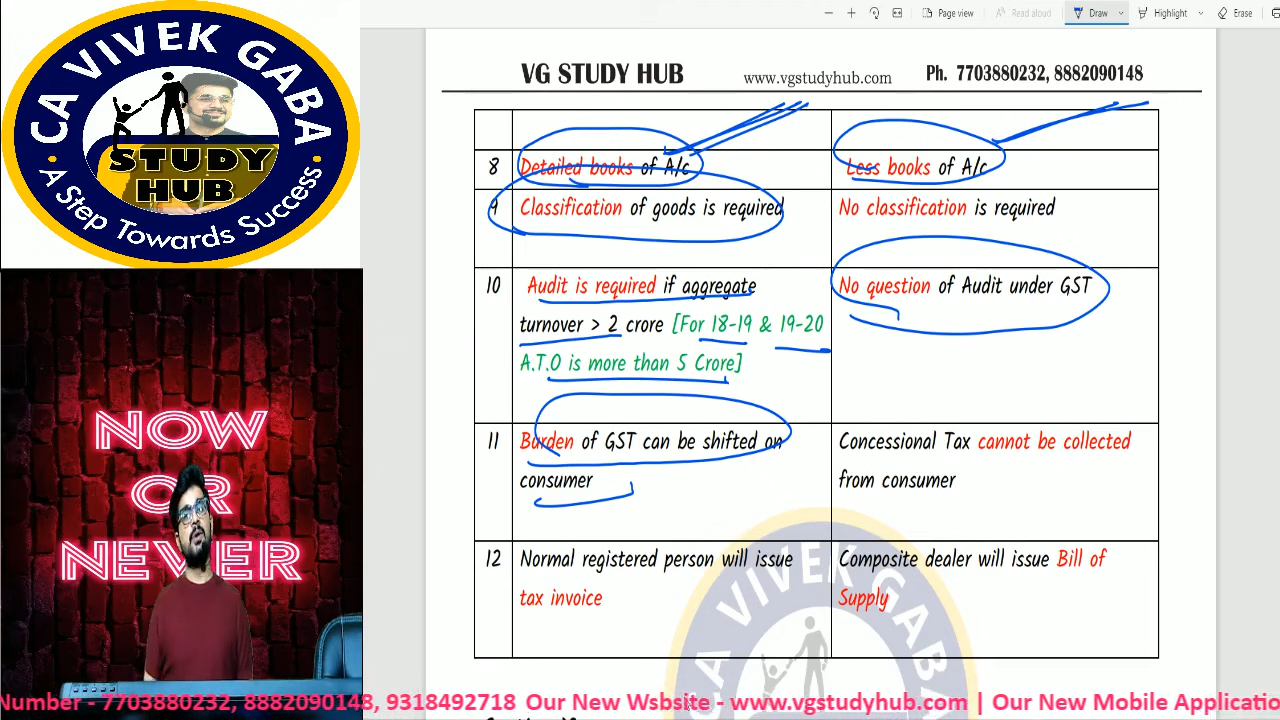 CA VIVEK GABA
STUDY
HUB
• A Step Towards Success •
NOW
OR
NEVER
Page view
Read aloud
Draw
Highlight
Erase
VG STUDY HUB www.vgstudyhub.com Ph. 7703880232, 8882090148
8 Detailed books of A/c Less books of A/c
9 Classification of goods is required No classification is required
10 Audit is required if aggregate No question of Audit under GST
turnover > 2 crore [For 18-19 & 19-20
A.T.O is more than 5 Crore]
11 Burden of GST can be shifted on Concessional Tax cannot be collected
consumer from consumer
12 Normal registered person will issue Composite dealer will issue Bill of
tax invoice Supply
CA VIVEK GABA
Number - 7703880232, 8882090148, 9318492718 Our New Wsbsite - www.vgstudyhub.com | Our New Mobile Applicatio